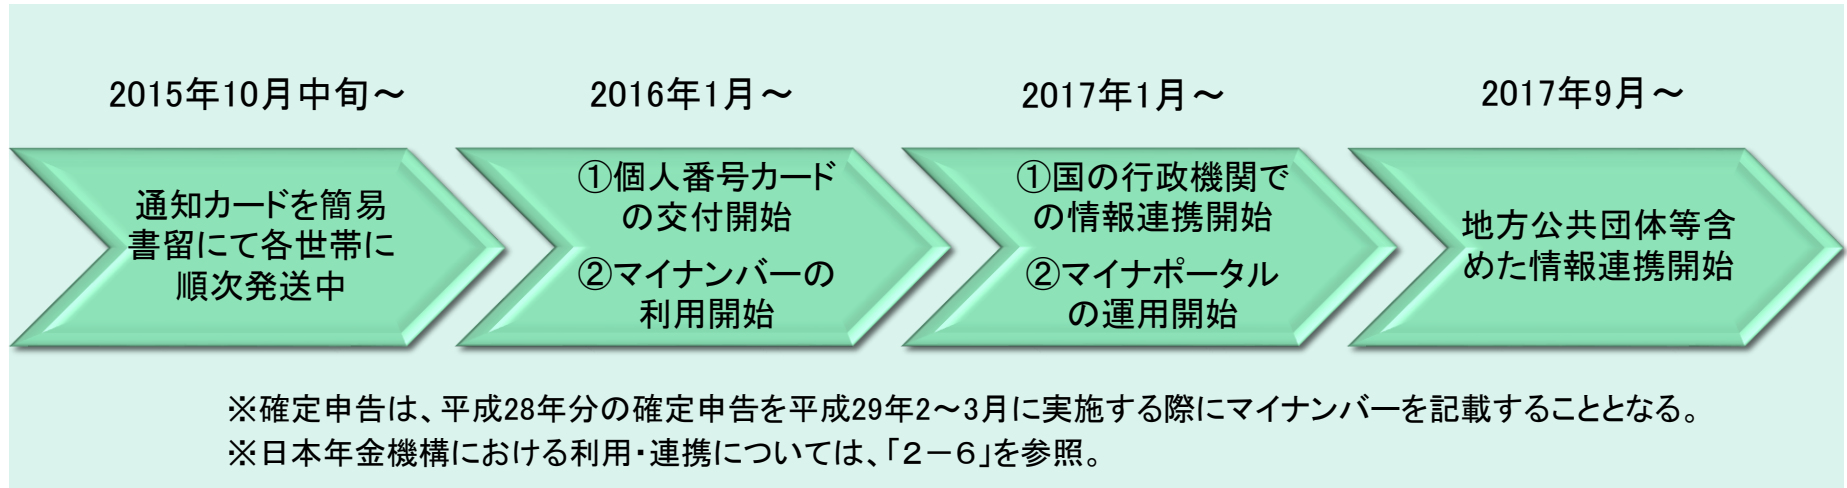 2015年10月中旬～
2016年1月～
2017年1月～
2017年9月～
通知カードを簡易
書留にて各世帯に
順次発送中
①個人番号カード
の交付開始
②マイナンバーの
利用開始
①国の行政機関で
の情報連携開始
②マイナポータル
の運用開始
地方公共団体等含
めた情報連携開始
※確定申告は、平成28年分の確定申告を平成29年2～3月に実施する際にマイナンバーを記載することとなる。
※日本年金機構における利用・連携については、「２－６」を参照。